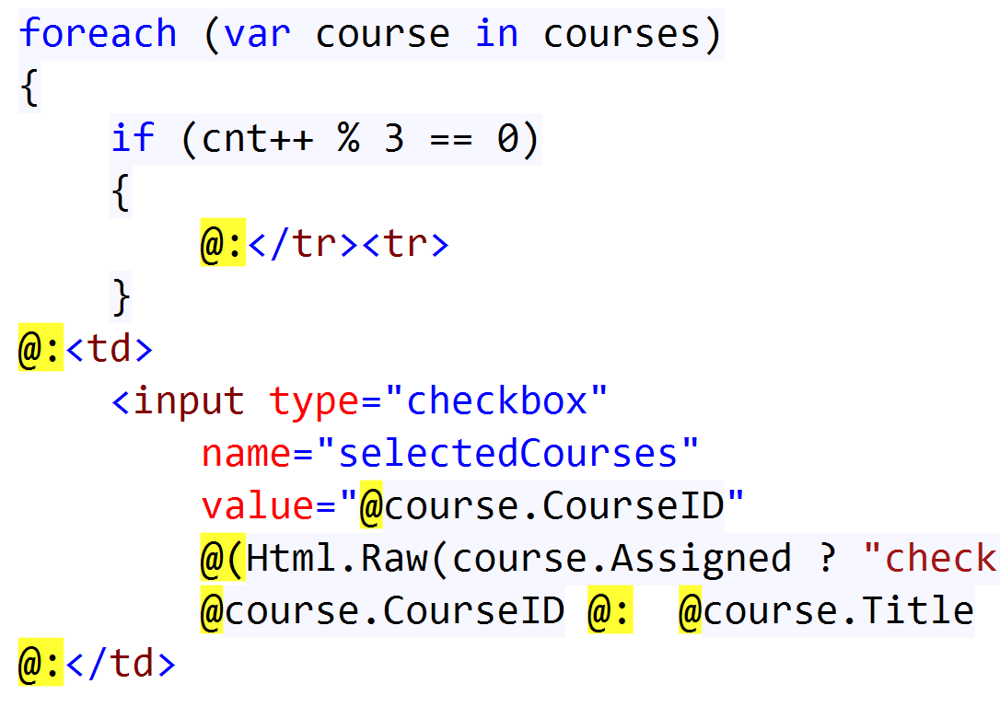 foreach (var course in courses)
{
    if (cnt++ % 3 == 0)
    {
        @:</tr><tr>
    }
@:<td>
    <input type="checkbox"
        name="selectedCourses"
        value="@course.CourseID"
        @(Html.Raw(course.Assigned ? "check
        @course.CourseID @:  @course.Title
@:</td>